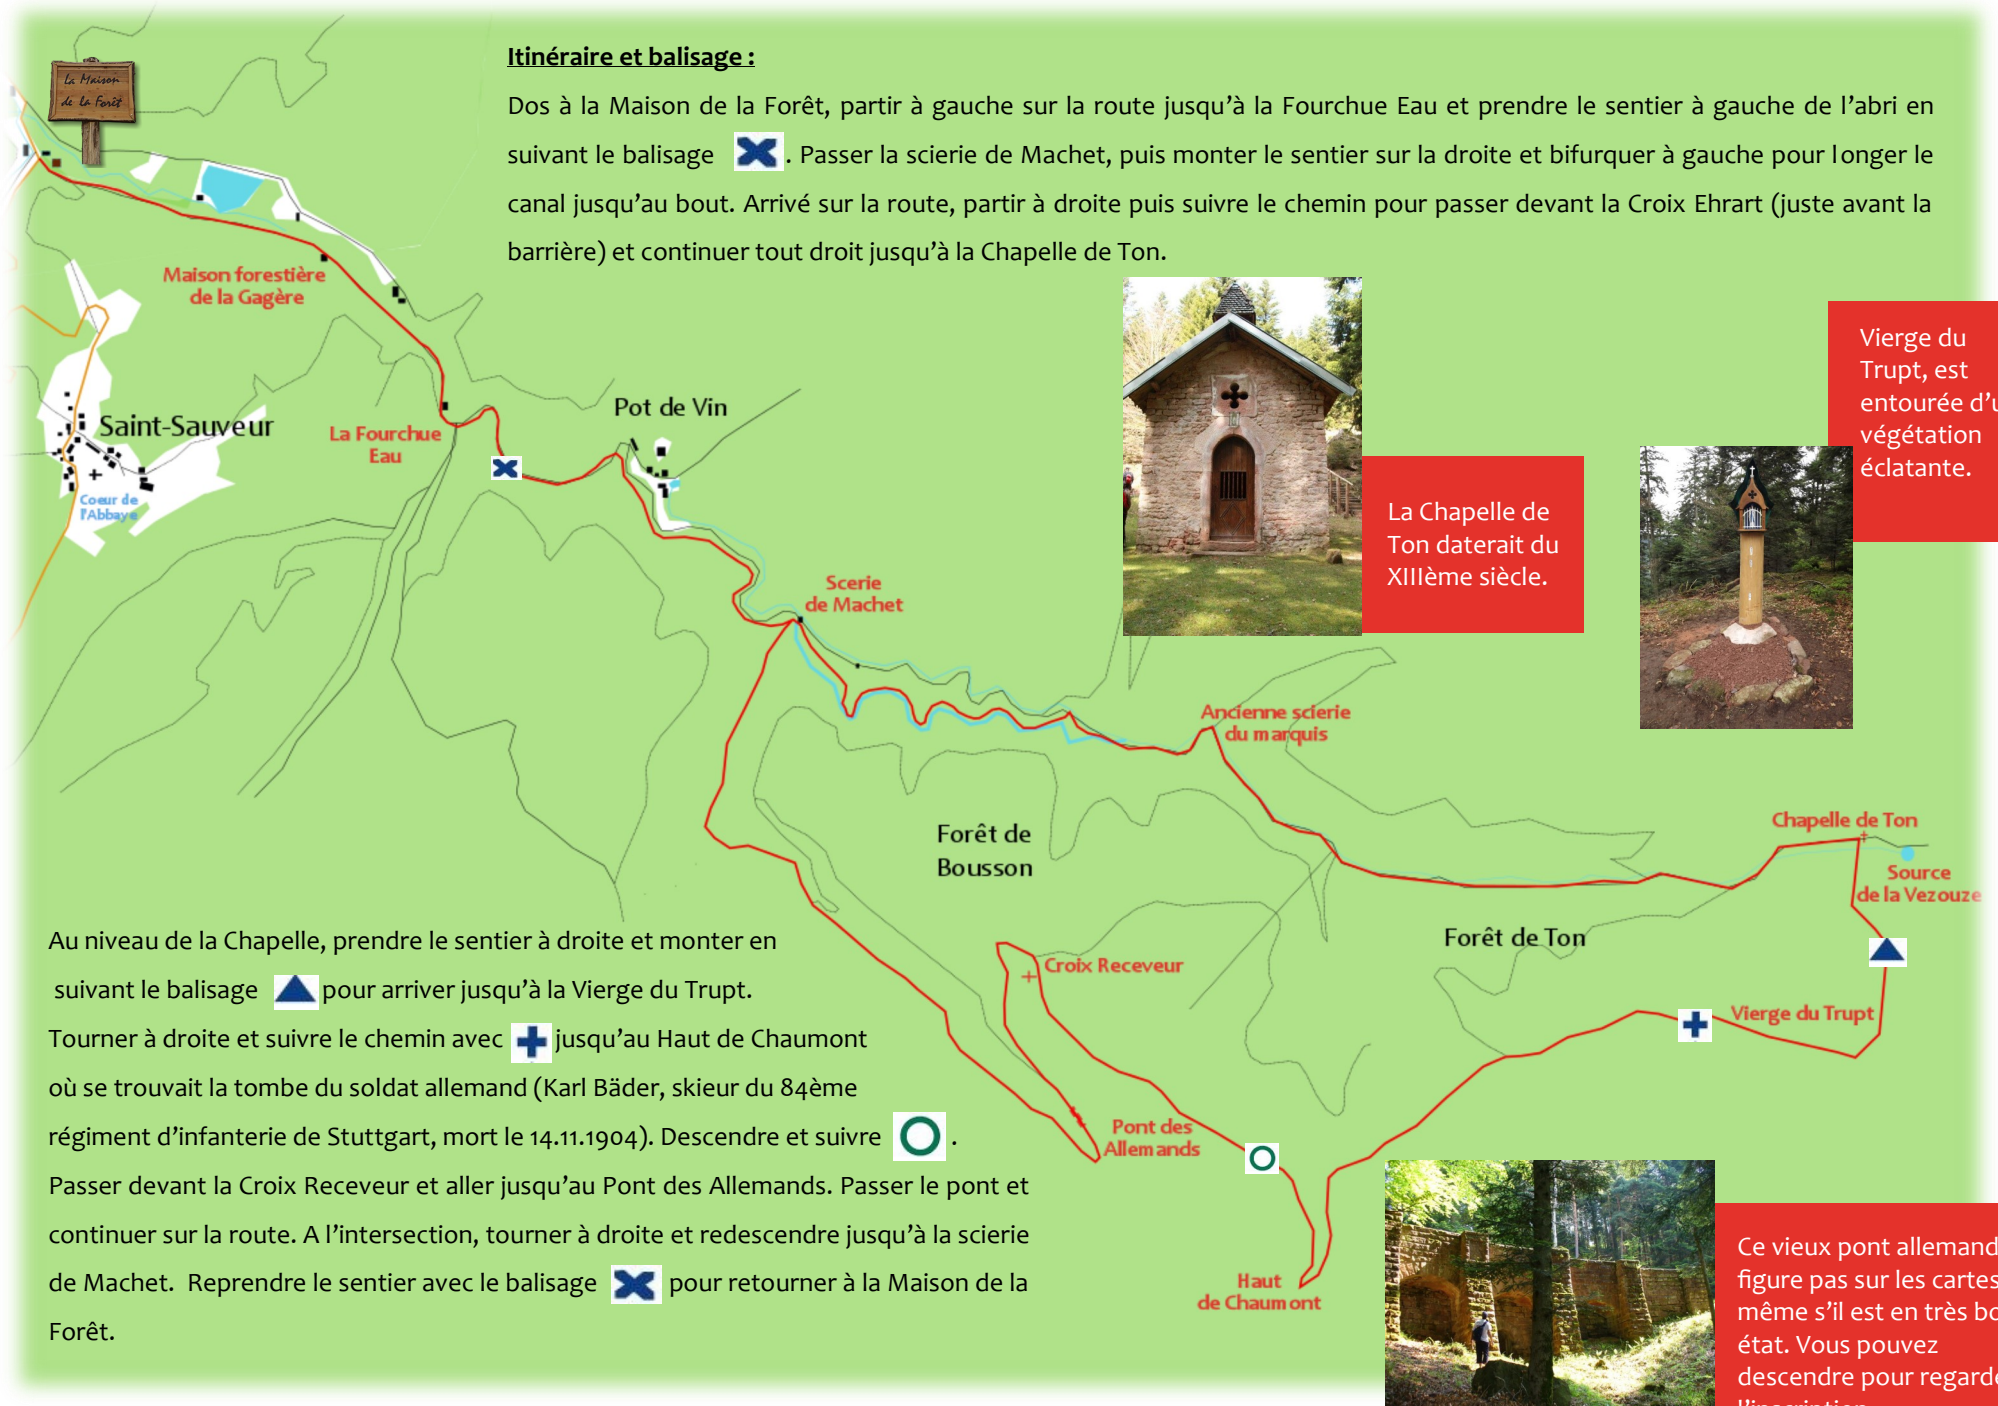 La Maison
de la Forêt
Itinéraire et balisage :
Dos à la Maison de la Forêt, partir à gauche sur la route jusqu’à la Fourchue Eau et prendre le sentier à gauche de l’abri en
suivant le balisage . Passer la scierie de Machet, puis monter le sentier sur la droite et bifurquer à gauche pour longer le
canal jusqu’au bout. Arrivé sur la route, partir à droite puis suivre le chemin pour passer devant la Croix Ehrart (juste avant la
barrière) et continuer tout droit jusqu’à la Chapelle de Ton.
Maison forestière
de la Gagère
Saint-Sauveur
Coeur de
l'Abbaye
La Fourchue
Eau
Pot de Vin
Scerie
de Machet
La Chapelle de
Ton daterait du
XIIIème siècle.
Vierge du
Trupt, est
entourée d’u
végétation
éclatante.
Ancienne scierie
du marquis
Forêt de
Bousson
Chapelle de Ton
Source
de la Vezouze
Forêt de Ton
Croix Receveur
Vierge du Trupt
Pont des
Allemands
Haut
de Chaumont
Au niveau de la Chapelle, prendre le sentier à droite et monter en
suivant le balisage pour arriver jusqu’à la Vierge du Trupt.
Tourner à droite et suivre le chemin avec jusqu’au Haut de Chaumont
où se trouvait la tombe du soldat allemand (Karl Bäder, skieur du 84ème
régiment d’infanterie de Stuttgart, mort le 14.11.1904). Descendre et suivre .
Passer devant la Croix Receveur et aller jusqu’au Pont des Allemands. Passer le pont et
continuer sur la route. A l’intersection, tourner à droite et redescendre jusqu’à la scierie
de Machet. Reprendre le sentier avec le balisage pour retourner à la Maison de la
Forêt.
Ce vieux pont allemand
figure pas sur les cartes
même s’il est en très bo
état. Vous pouvez
descendre pour regarde